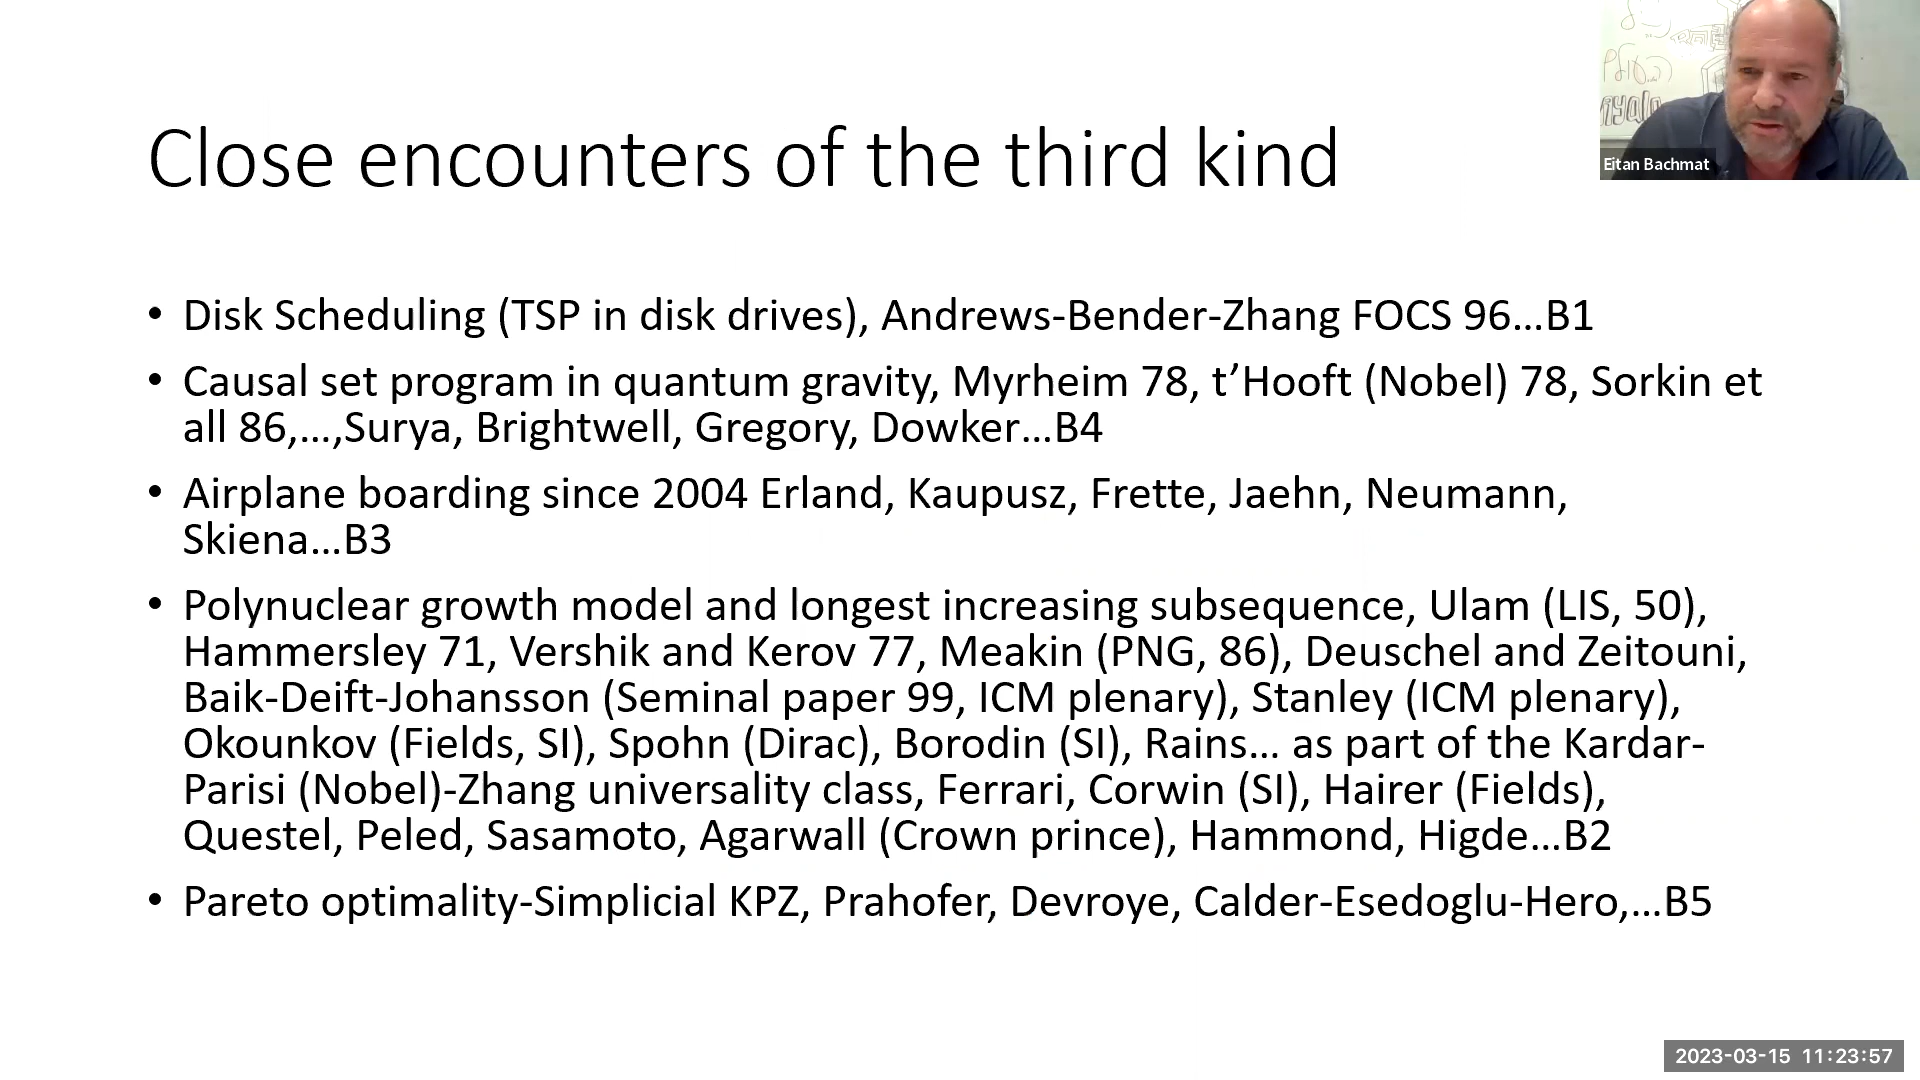 Close encounters of the third kind
Eitan Bachmat
• Disk Scheduling (TSP in disk drives), Andrews-Bender-Zhang FOCS 96…B1
• Causal set program in quantum gravity, Myrheim 78, t’Hooft (Nobel) 78, Sorkin et
all 86,…,Surya, Brightwell, Gregory, Dowker…B4
• Airplane boarding since 2004 Erland, Kaupusz, Frette, Jaehn, Neumann,
Skiena…B3
• Polynuclear growth model and longest increasing subsequence, Ulam (LIS, 50),
Hammersley 71, Vershik and Kerov 77, Meakin (PNG, 86), Deuschel and Zeitouni,
Baik-Deift-Johansson (Seminal paper 99, ICM plenary), Stanley (ICM plenary),
Okounkov (Fields, SI), Spohn (Dirac), Borodin (SI), Rains… as part of the Kardar-
Parisi (Nobel)-Zhang universality class, Ferrari, Corwin (SI), Hairer (Fields),
Questel, Peled, Sasamoto, Agarwall (Crown prince), Hammond, Higde…B2
• Pareto optimality-Simplicial KPZ, Prahofer, Devroye, Calder-Esedoglu-Hero,…B5
2023-03-15 11:23:57